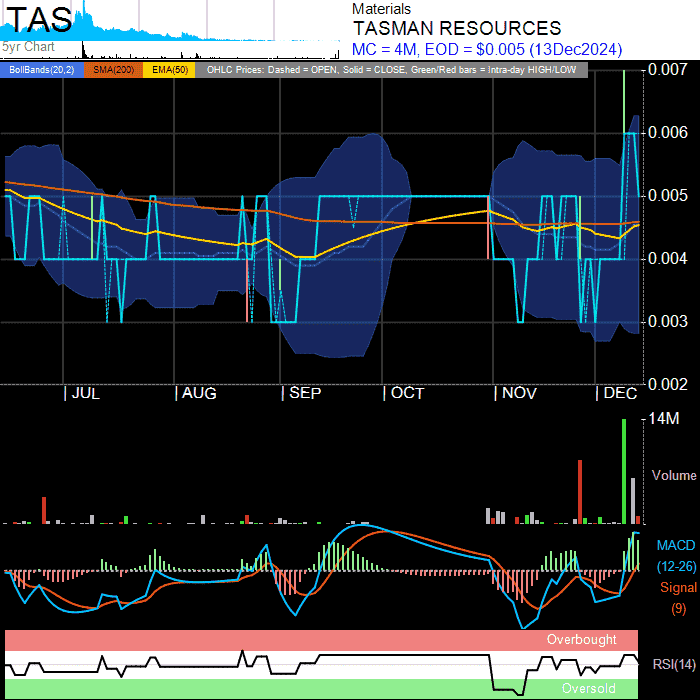 TAS
5yr Chart
Materials
TASMAN RESOURCES
MC = 4M, EOD = $0.005 (13Dec2024)
BollBands(20,2) SMA(200) EMA(50) OHLC Prices: Dashed = OPEN, Solid = CLOSE, Green/Red bars = Intra-day HIGH/LOW
0.007
0.006
0.005
0.004
0.003
0.002
| JUL | AUG | SEP | OCT | NOV | DEC
14M
Volume
MACD
(12-26)
Signal
(9)
Overbought
RSI(14)
Oversold